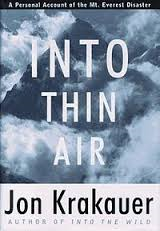 A Personal Account of the Mt. Everest Disaster
INTO
THIN
AIR
Jon Krakauer
AUTHOR OF INTO THE WILD